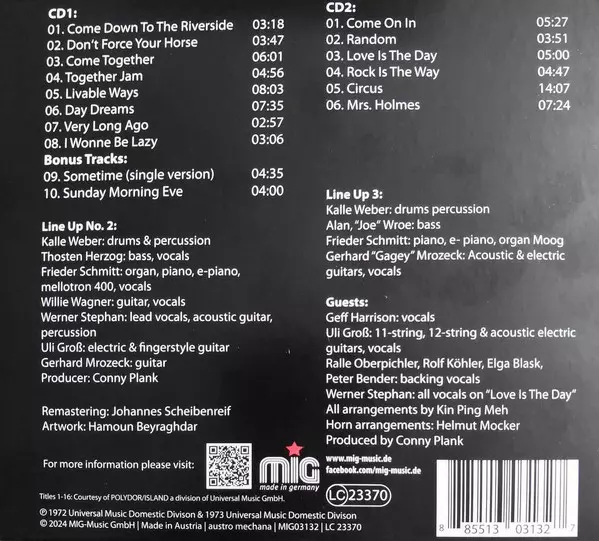 CD1:
01. Come Down To The Riverside 03:18
02. Don't Force Your Horse 03:47
03. Come Together 06:01
04. Together Jam 04:56
05. Livable Ways 08:03
06. Day Dreams 07:35
07. Very Long Ago 02:57
08. I Wonne Be Lazy 03:06
Bonus Tracks:
09. Sometime (single version) 04:35
10. Sunday Morning Eve 04:00
Line Up No. 2:
Kalle Weber: drums & percussion
Thosten Herzog: bass, vocals
Frieder Schmitt: organ, piano, e-piano,
mellotron 400, vocals
Willie Wagner: guitar, vocals
Werner Stephan: lead vocals, acoustic guitar,
percussion
Uli Groß: electric & fingerstyle guitar
Gerhard Mrozeck: guitar
Producer: Conny Plank
Remastering: Johannes Scheibenreif
Artwork: Hamoun Beyraghdar
CD2:
01. Come On In 05:27
02. Random 03:51
03. Love Is The Day 05:00
04. Rock Is The Way 04:47
05. Circus 14:07
06. Mrs. Holmes 07:24
Line Up 3:
Kalle Weber: drums percussion
Alan, "Joe" Wroe: bass
Frieder Schmitt: piano, e- piano, organ Moog
Gerhard "Gagey" Mrozeck: Acoustic & electric
guitars, vocals
Guests:
Geff Harrison: vocals
Uli Groß: 11-string, 12-string & acoustic electric
guitars, vocals
Ralle Oberpichler, Rolf Köhler, Elga Blask,
Peter Bender: backing vocals
Werner Stephan: all vocals on "Love Is The Day"
All arrangements by Kin Ping Meh
Horn arrangements: Helmut Mocker
Produced by Conny Plank
For more information please visit:
mig
made in germany
www.mig-music.de
facebook.com/mig-music.de
LC 23370
Titles 1-16: Courtesy of POLYDOR/ISLAND a division of Universal Music GmbH.
℗ 1972 Universal Music Domestic Divison & 1973 Universal Music Domestic Divison
© 2024 MIG-Music GmbH | Made in Austria | austro mechana | MIG03132 | LC 23370
8 85513 03132 7